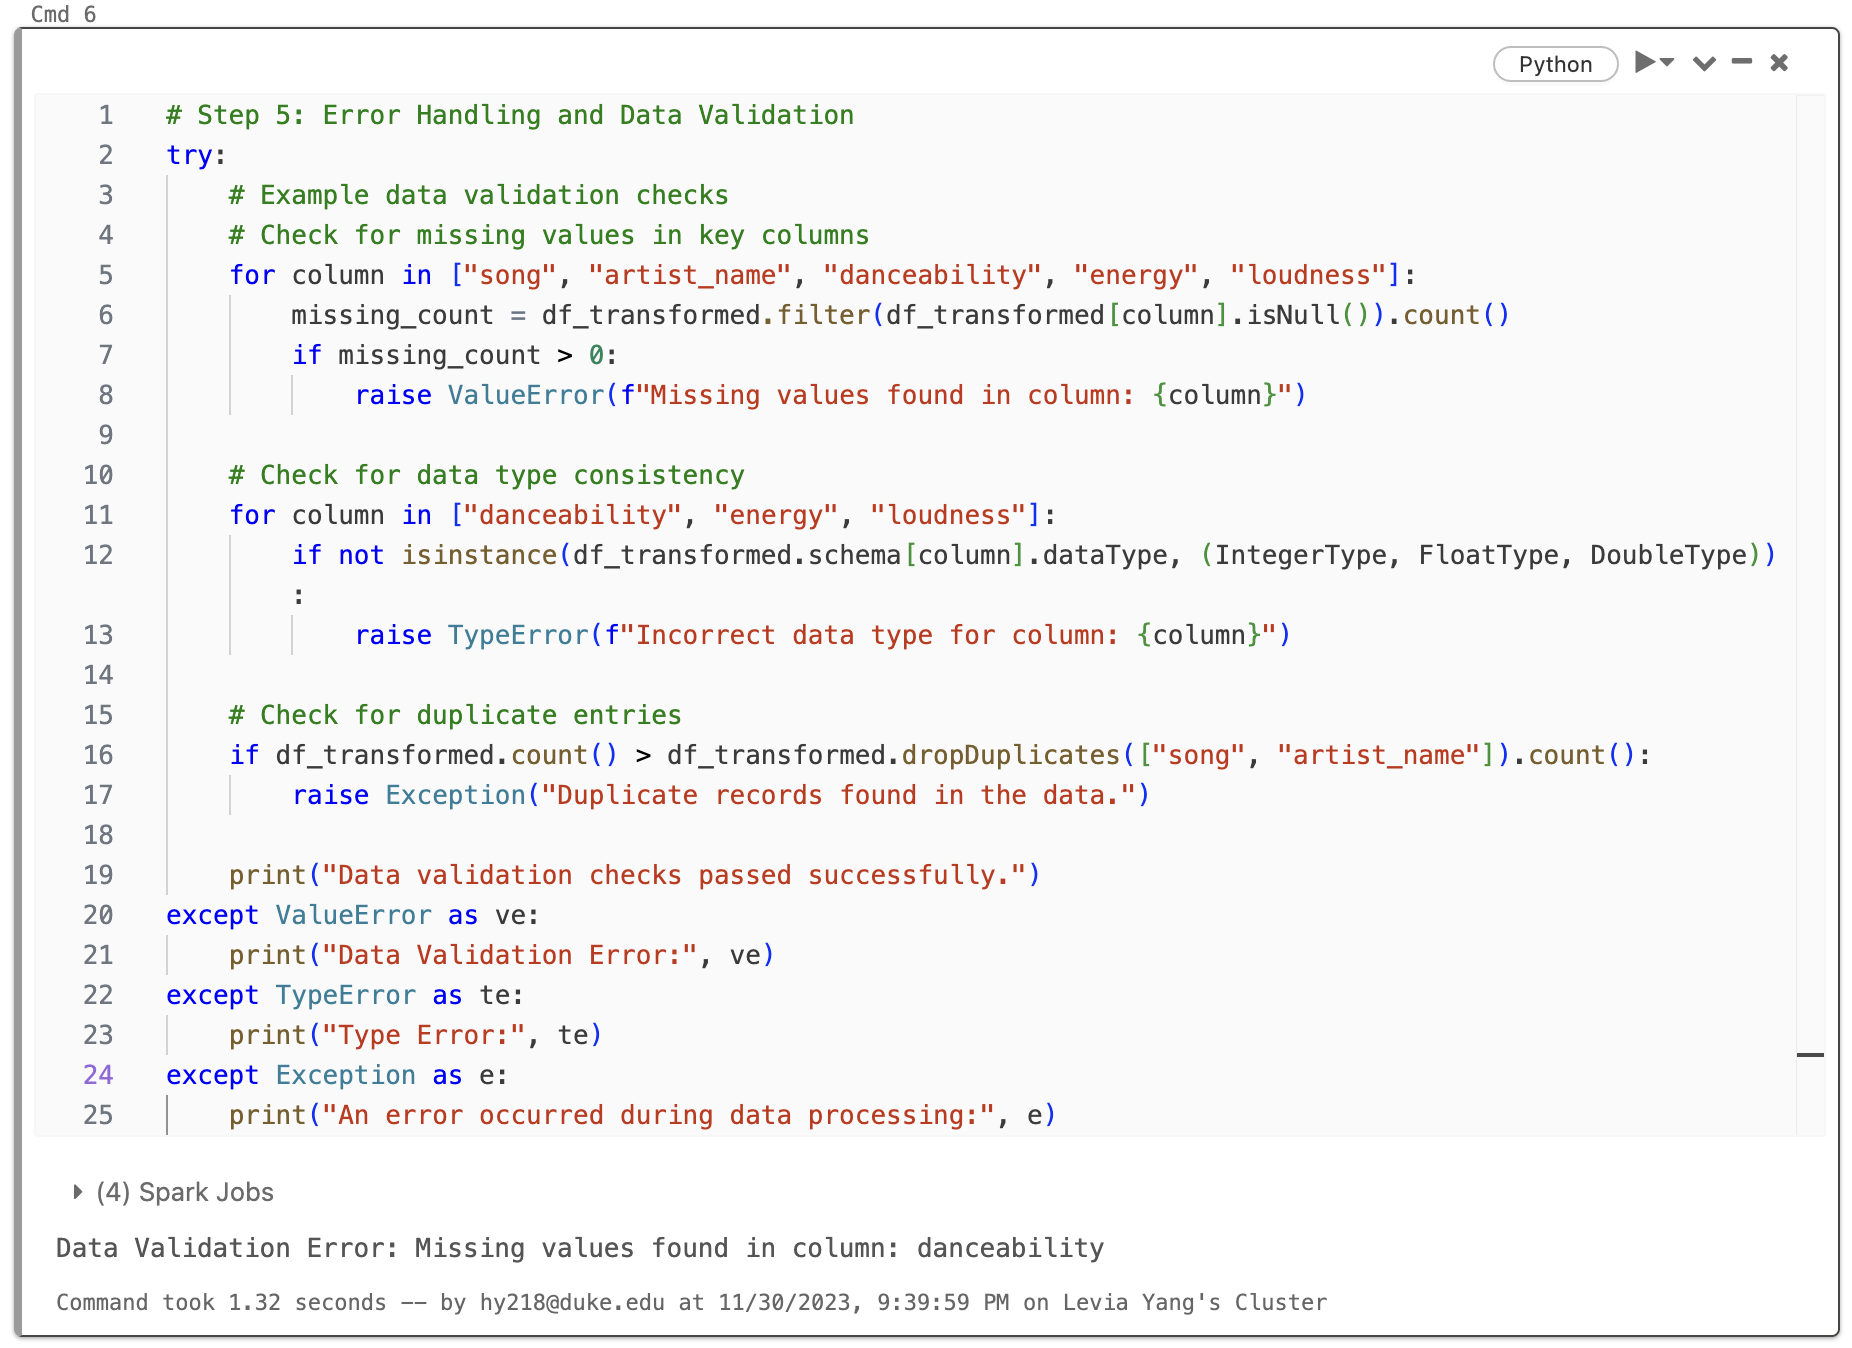 Cmd 6
Python
1 # Step 5: Error Handling and Data Validation
2 try:
3     # Example data validation checks
4     # Check for missing values in key columns
5     for column in ["song", "artist_name", "danceability", "energy", "loudness"]:
6         missing_count = df_transformed.filter(df_transformed[column].isNull()).count()
7         if missing_count > 0:
8             raise ValueError(f"Missing values found in column: {column}")
9
10     # Check for data type consistency
11     for column in ["danceability", "energy", "loudness"]:
12         if not isinstance(df_transformed.schema[column].dataType, (IntegerType, FloatType, DoubleType))
        :
13             raise TypeError(f"Incorrect data type for column: {column}")
14
15     # Check for duplicate entries
16     if df_transformed.count() > df_transformed.dropDuplicates(["song", "artist_name"]).count():
17         raise Exception("Duplicate records found in the data.")
18
19     print("Data validation checks passed successfully.")
20 except ValueError as ve:
21     print("Data Validation Error:", ve)
22 except TypeError as te:
23     print("Type Error:", te)
24 except Exception as e:
25     print("An error occurred during data processing:", e)
(4) Spark Jobs
Data Validation Error: Missing values found in column: danceability
Command took 1.32 seconds -- by hy218@duke.edu at 11/30/2023, 9:39:59 PM on Levia Yang's Cluster